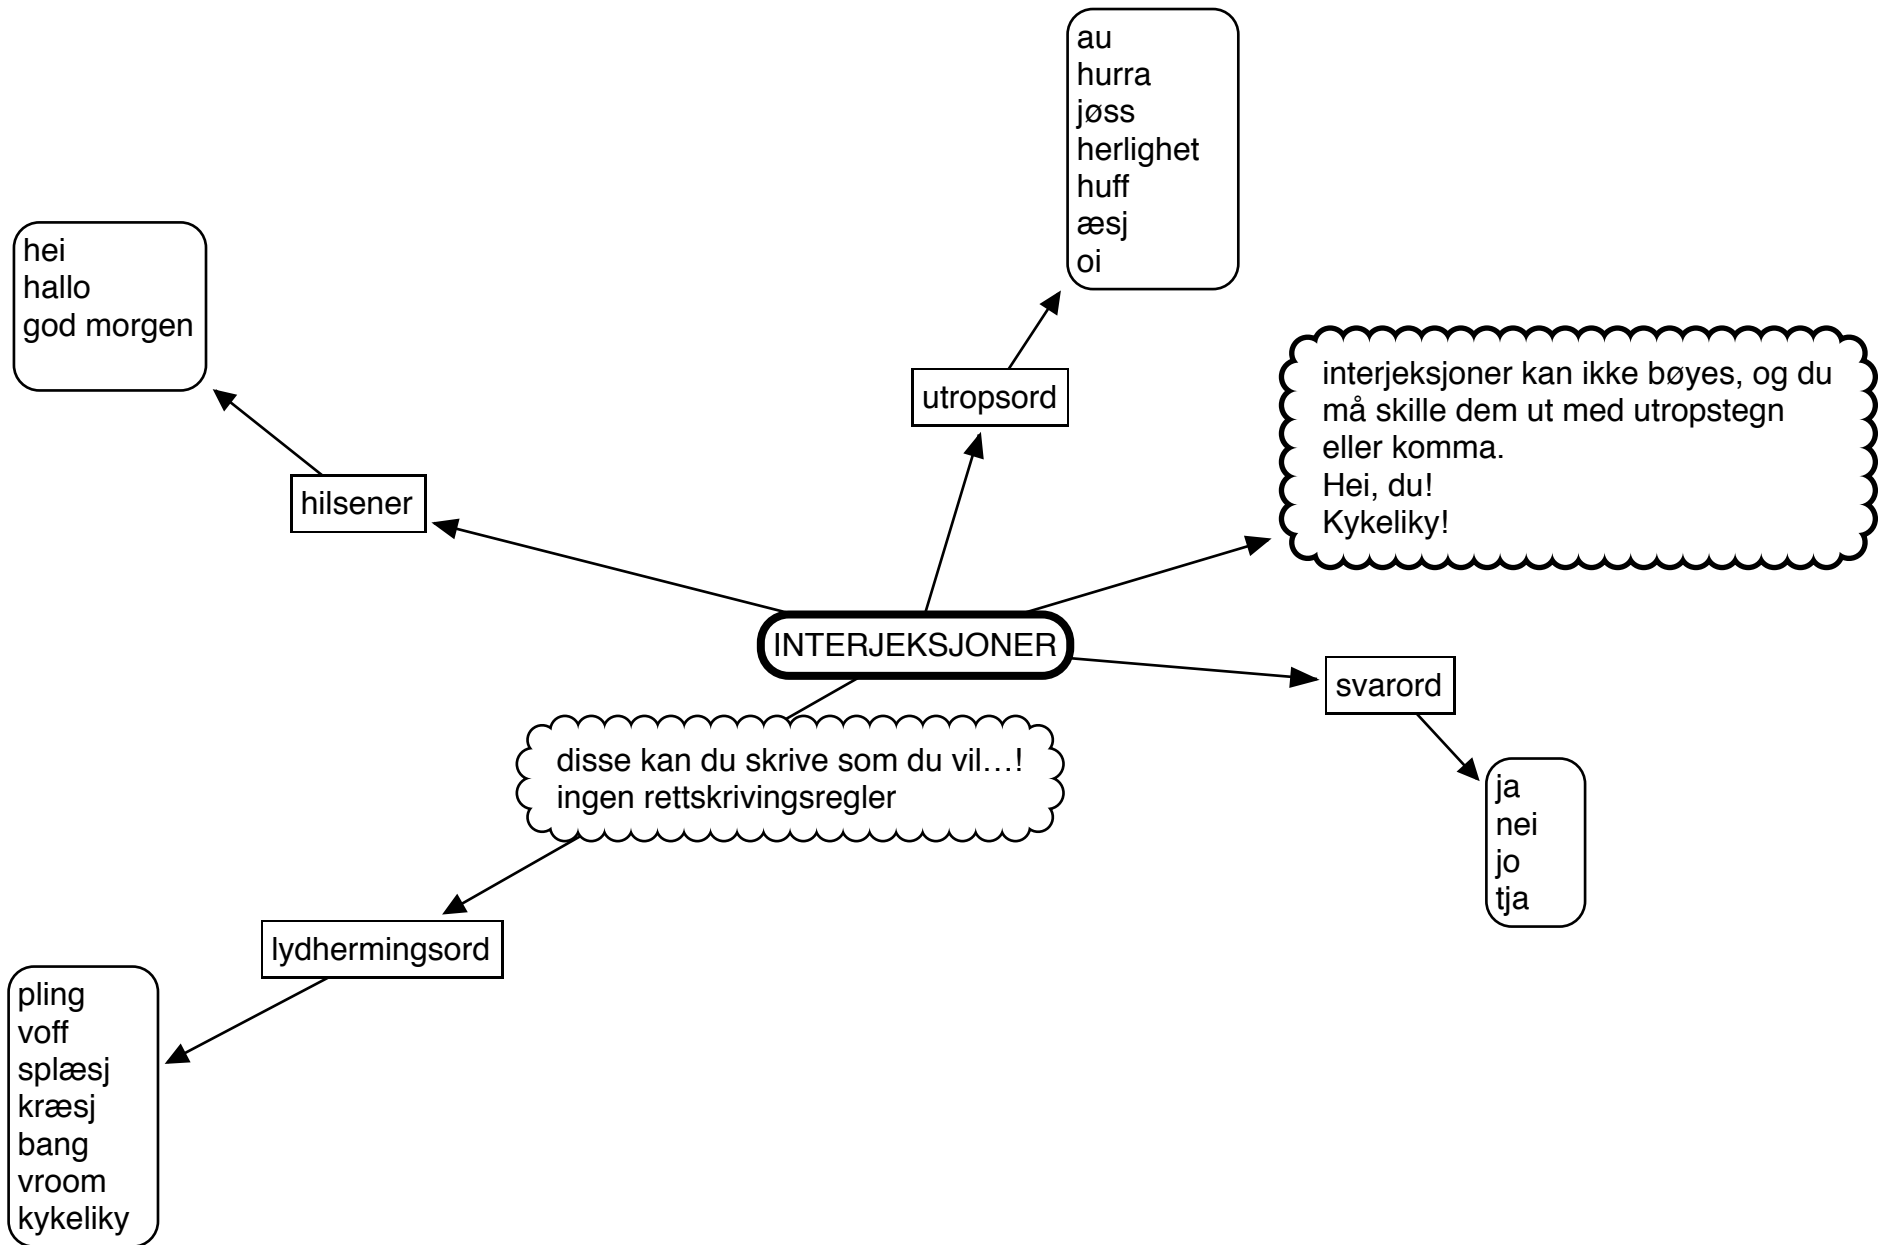 au
hurra
jøss
herlighet
huff
æsj
oi
hei
hallo
god morgen
utropsord
interjeksjoner kan ikke bøyes, og du
må skille dem ut med utropstegn
eller komma.
Hei, du!
Kykeliky!
hilsener
INTERJEKSJONER
svarord
disse kan du skrive som du vil…!
ingen rettskrivingsregler
ja
nei
jo
tja
lydhermingsord
pling
voff
splæsj
kræsj
bang
vroom
kykeliky